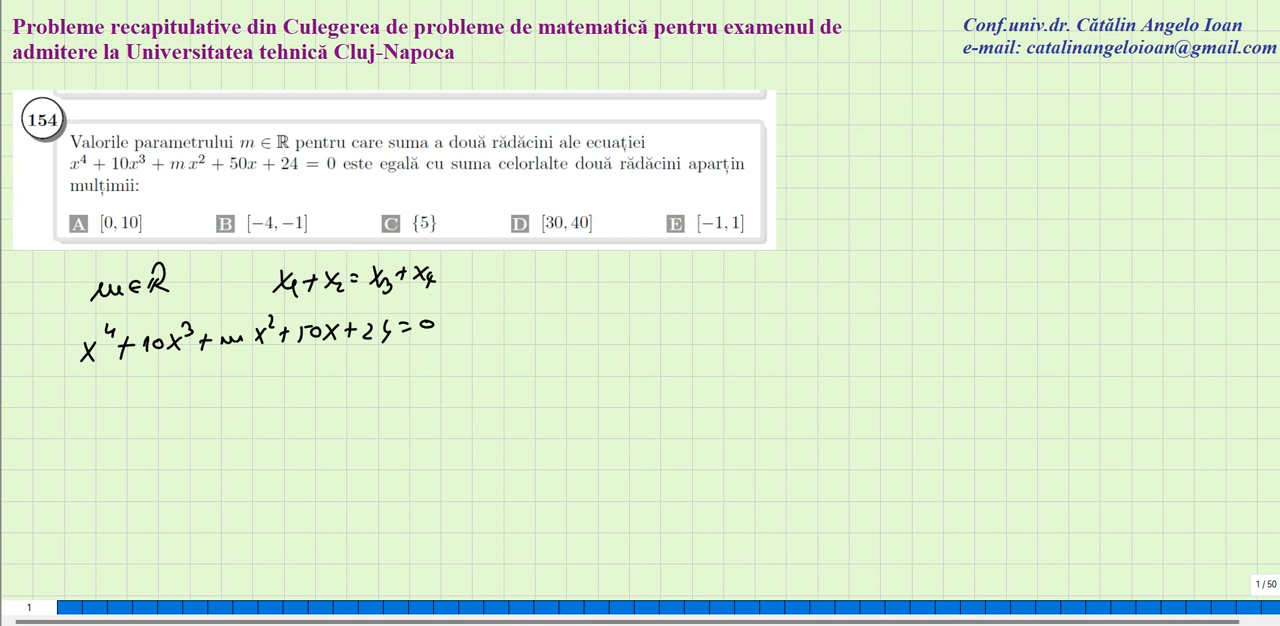 Probleme recapitulative din Culegerea de probleme de matematică pentru examenul de
admitere la Universitatea tehnică Cluj-Napoca
Conf.univ.dr. Cătălin Angelo Ioan
e-mail: catalinangeloioan@gmail.com
154
Valorile parametrului m ∈ ℝ pentru care suma a două rădăcini ale ecuației
x⁴ + 10x³ + m x² + 50x + 24 = 0 este egală cu suma celorlalte două rădăcini aparțin
mulțimii:
A [0, 10] B [−4, −1] C {5} D [30, 40] E [−1, 1]
m ∈ ℝ x₁ + x₂ = x₃ + x₄
x⁴ + 10x³ + m x² + 50x + 24 = 0
1 / 50
1